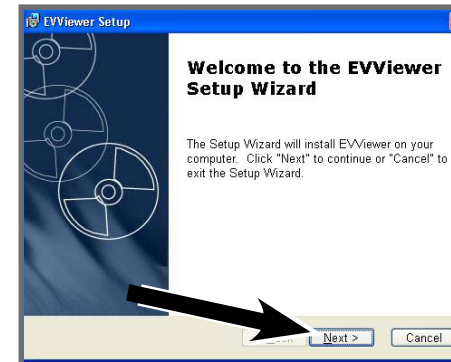 EVViewer Setup
Welcome to the EVViewer
Setup Wizard
The Setup Wizard will install EVViewer on your
computer. Click "Next" to continue or "Cancel" to
exit the Setup Wizard.
Next > Cancel